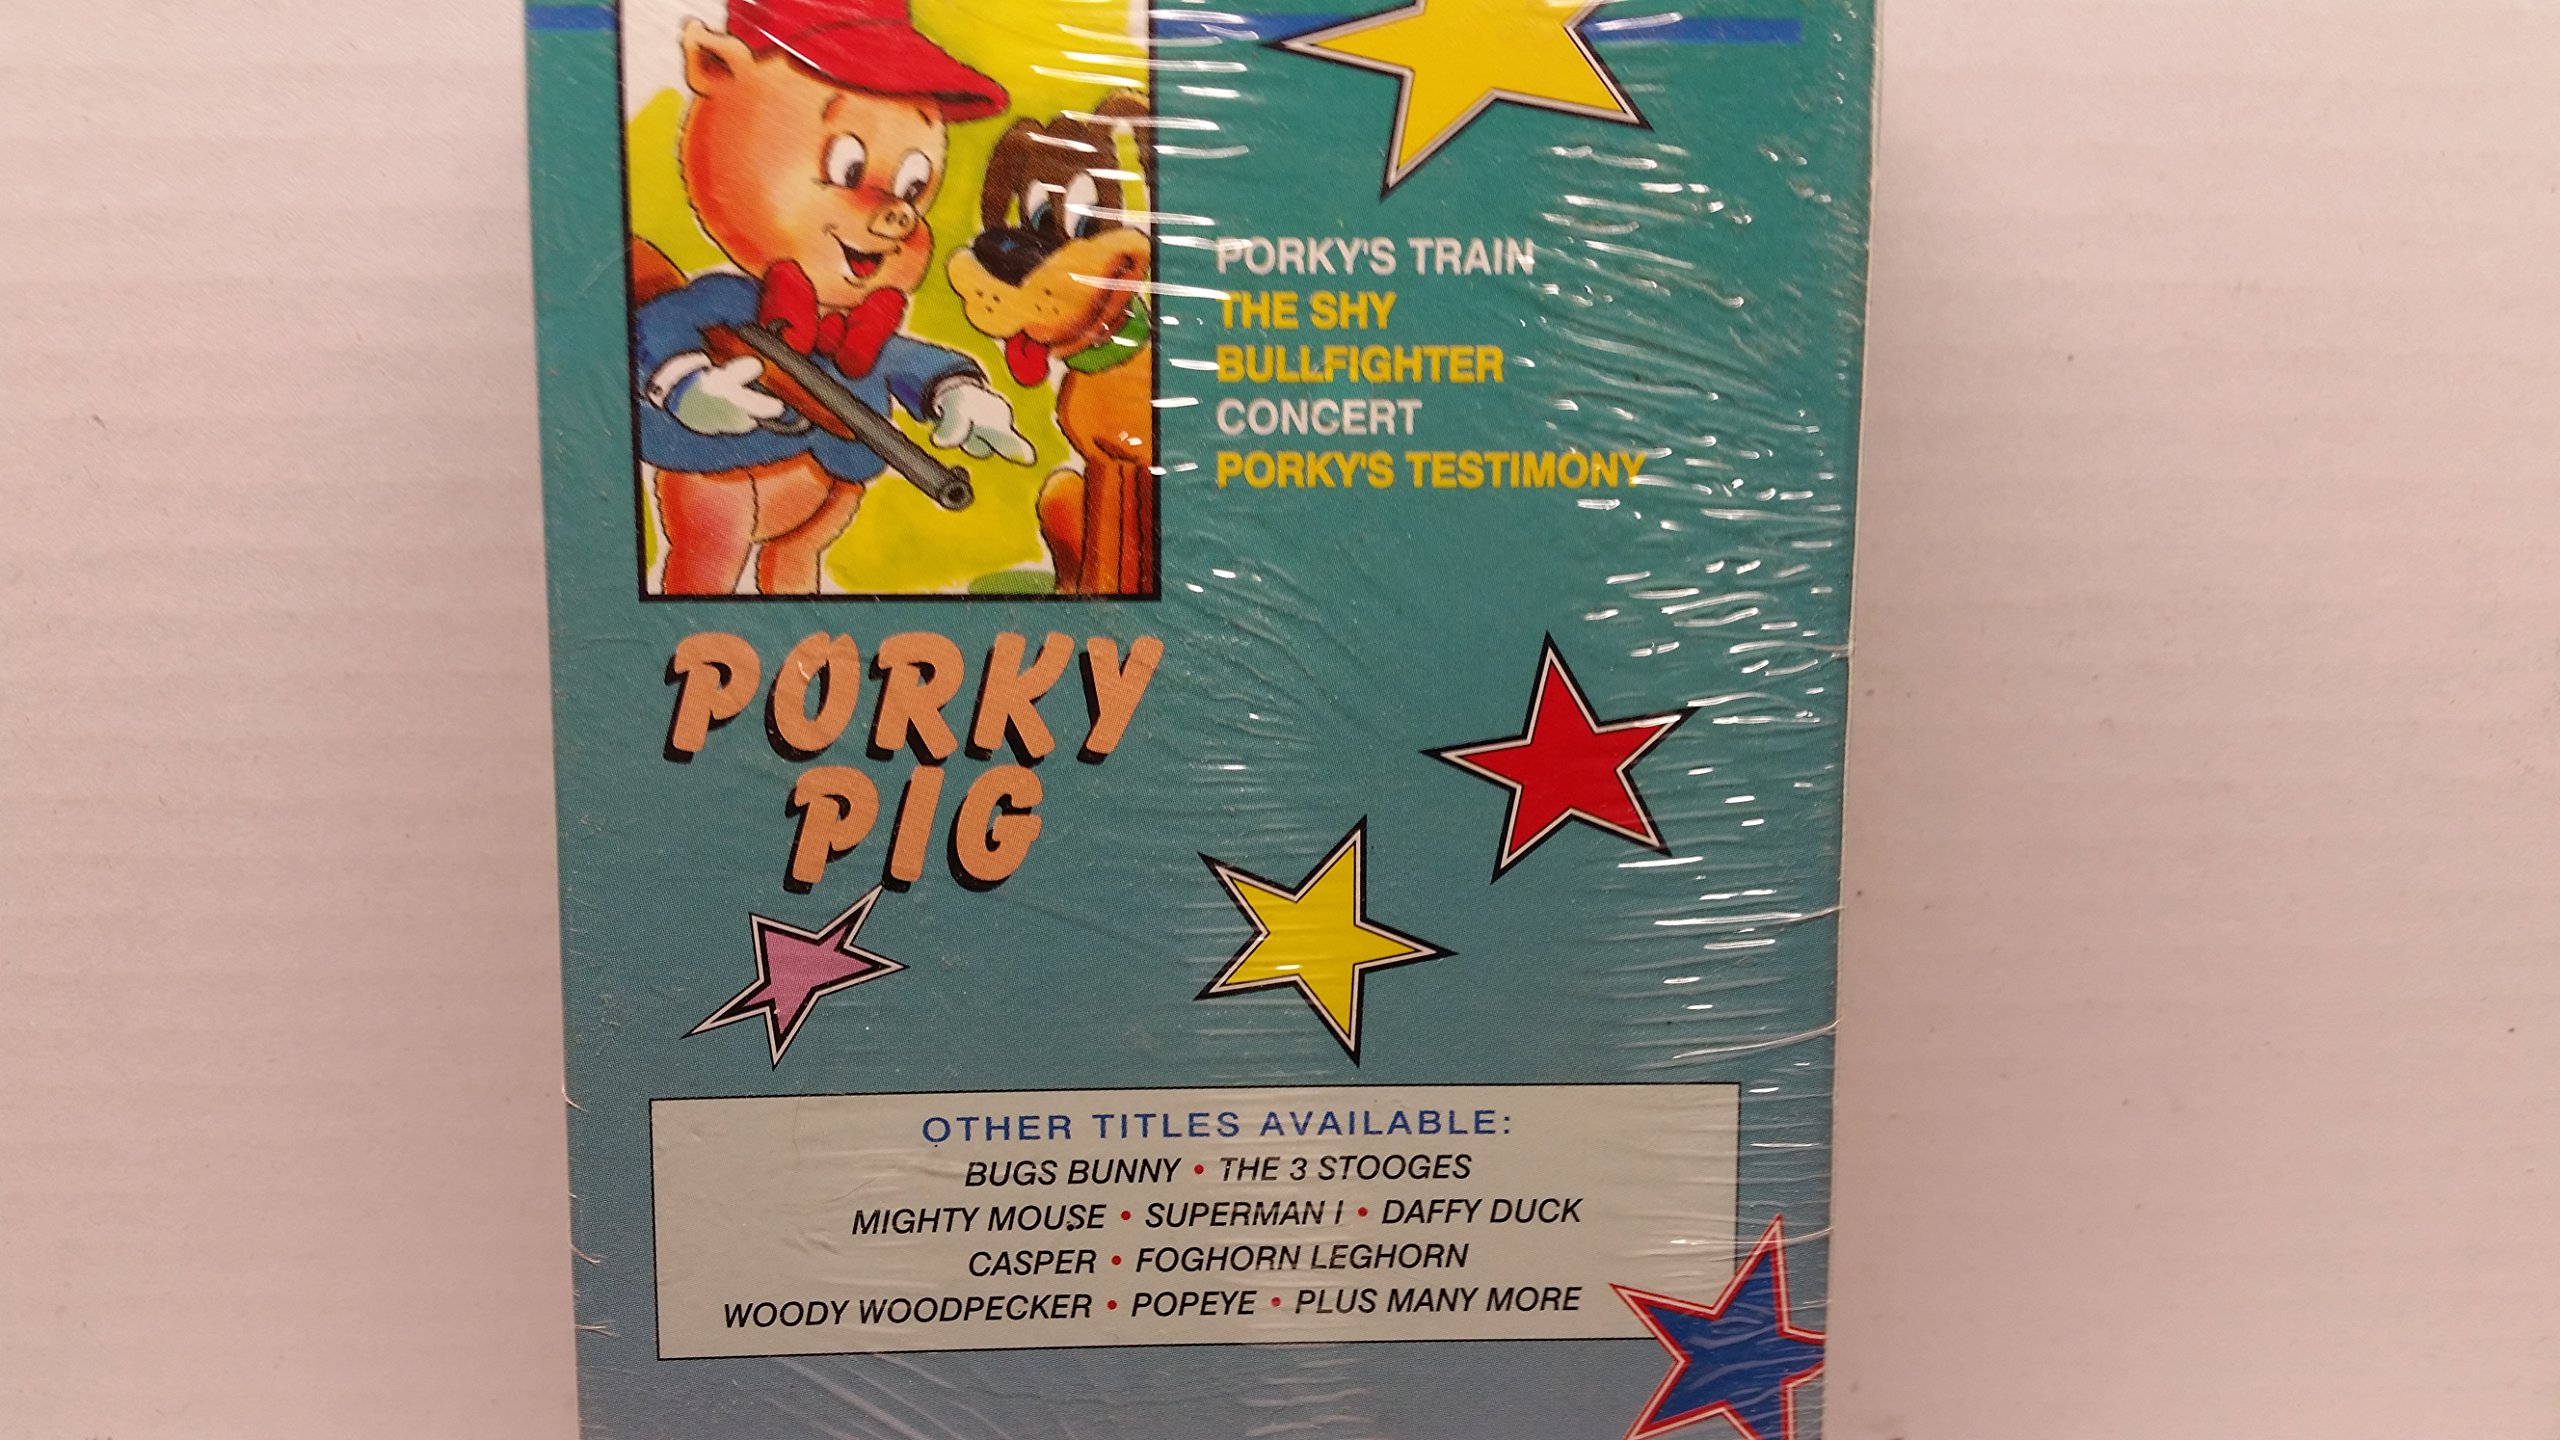 PORKY'S TRAIN
THE SHY
BULLFIGHTER
CONCERT
PORKY'S TESTIMONY
PORKY
PIG
OTHER TITLES AVAILABLE:
BUGS BUNNY • THE 3 STOOGES
MIGHTY MOUSE • SUPERMAN I • DAFFY DUCK
CASPER • FOGHORN LEGHORN
WOODY WOODPECKER • POPEYE • PLUS MANY MORE